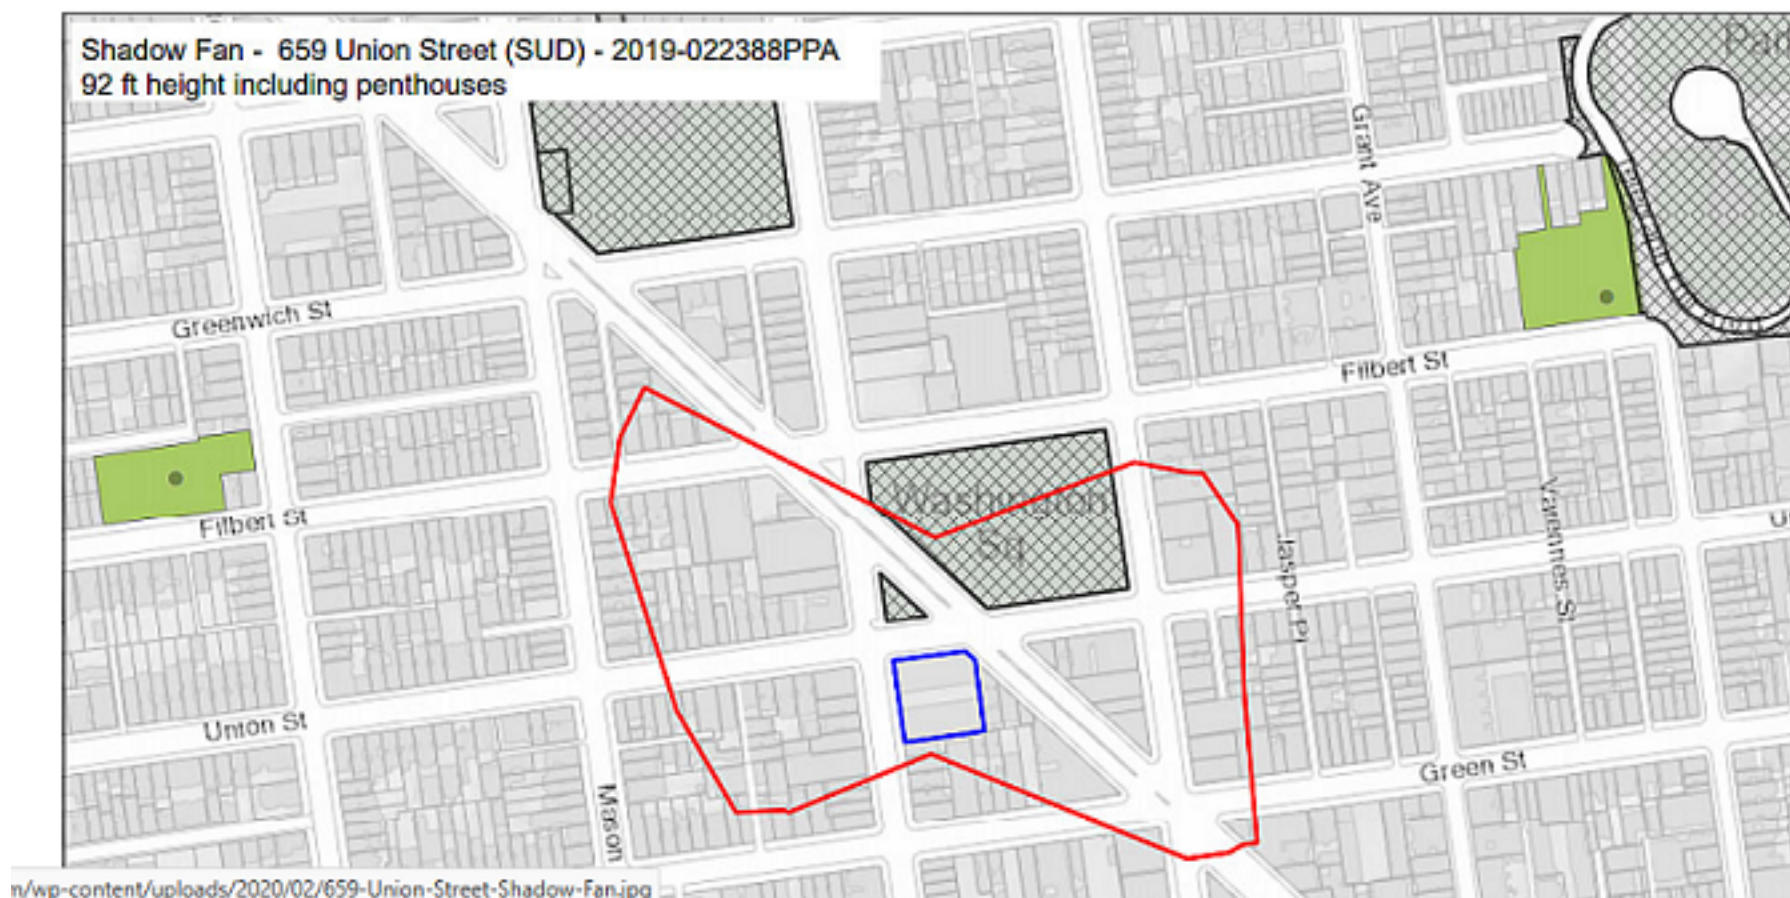 Shadow Fan - 659 Union Street (SUD) - 2019-022388PPA
92 ft height including penthouses
Grant Ave
Greenwich St
Filbert St
Washington
Sq
Filbert St
Jasper Pl
Varennes St
Union St
Green St
Mason
n/wp-content/uploads/2020/02/659-Union-Street-Shadow-Fan.jpg